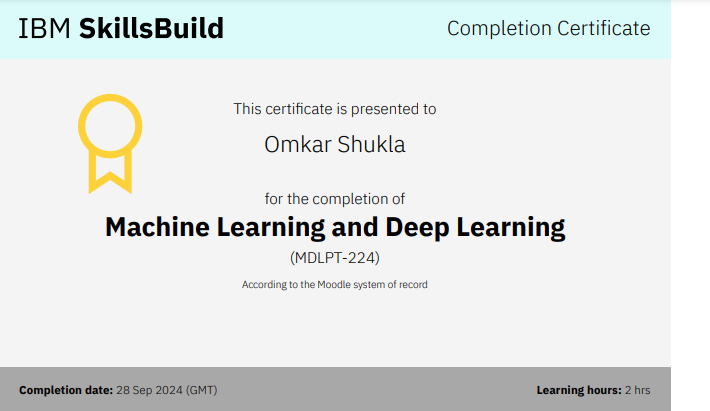 IBM SkillsBuild
Completion Certificate
This certificate is presented to
Omkar Shukla
for the completion of
Machine Learning and Deep Learning
(MDLPT-224)
According to the Moodle system of record
Completion date: 28 Sep 2024 (GMT)
Learning hours: 2 hrs